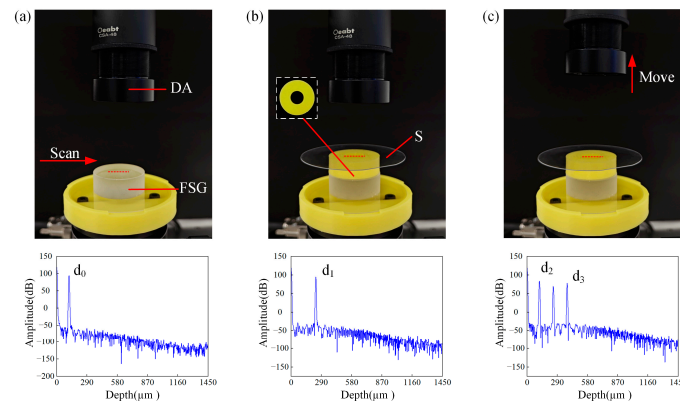 (a)
Oeabt
CSA-48
DA
Scan
FSG
(b)
Oeabt
CSA-48
S
(c)
Oeabt
CSA-48
Move
150
100
50
0
−50
−100
−150
−200
Amplitude(dB)
d0
0 290 580 870 1160 1450
Depth(μm)
150
100
50
0
−50
−100
−150
Amplitude(dB)
d1
0 290 580 870 1160 1450
Depth(μm)
150
100
50
0
−50
−100
−150
Amplitude(dB)
d2
d3
0 290 580 870 1160 1450
Depth(μm)